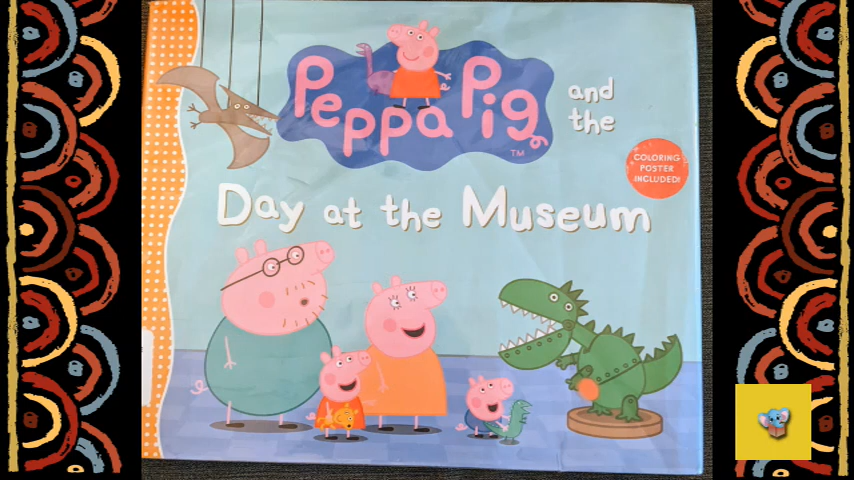 Peppa Pig
TM
and
the
COLORING
POSTER
INCLUDED!
Day at the Museum